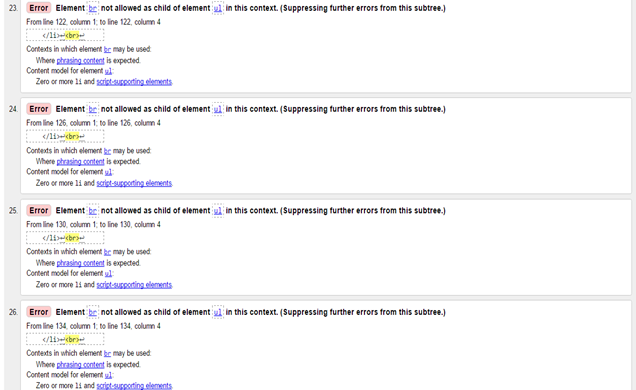 23. Error Element br not allowed as child of element ul in this context. (Suppressing further errors from this subtree.)
From line 122, column 1; to line 122, column 4
</li>↩<br>↩
Contexts in which element br may be used:
Where phrasing content is expected.
Content model for element ul:
Zero or more li and script-supporting elements.
24. Error Element br not allowed as child of element ul in this context. (Suppressing further errors from this subtree.)
From line 126, column 1; to line 126, column 4
</li>↩<br>↩
Contexts in which element br may be used:
Where phrasing content is expected.
Content model for element ul:
Zero or more li and script-supporting elements.
25. Error Element br not allowed as child of element ul in this context. (Suppressing further errors from this subtree.)
From line 130, column 1; to line 130, column 4
</li>↩<br>↩
Contexts in which element br may be used:
Where phrasing content is expected.
Content model for element ul:
Zero or more li and script-supporting elements.
26. Error Element br not allowed as child of element ul in this context. (Suppressing further errors from this subtree.)
From line 134, column 1; to line 134, column 4
</li>↩<br>↩
Contexts in which element br may be used:
Where phrasing content is expected.
Content model for element ul:
Zero or more li and script-supporting elements.